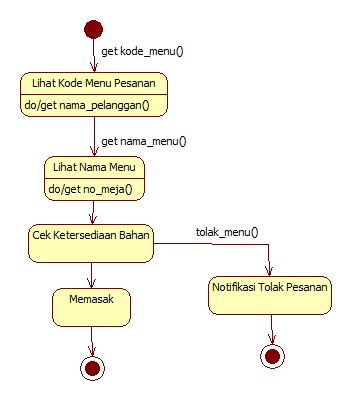 get kode_menu()
Lihat Kode Menu Pesanan
do/get nama_pelanggan()
get nama_menu()
Lihat Nama Menu
do/get no_meja()
Cek Ketersediaan Bahan
tolak_menu()
Memasak
Notifikasi Tolak Pesanan